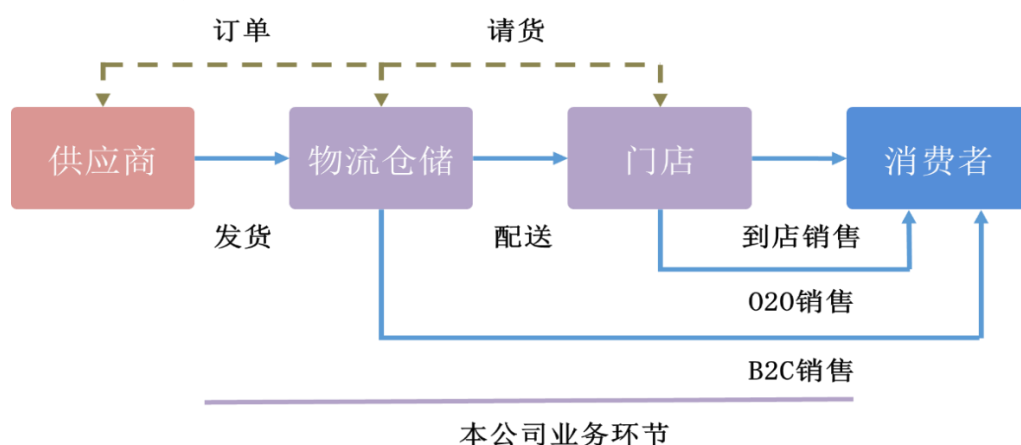 订单 请货
供应商 物流仓储 门店 消费者
发货 配送 到店销售
O2O销售
B2C销售
本公司业务环节